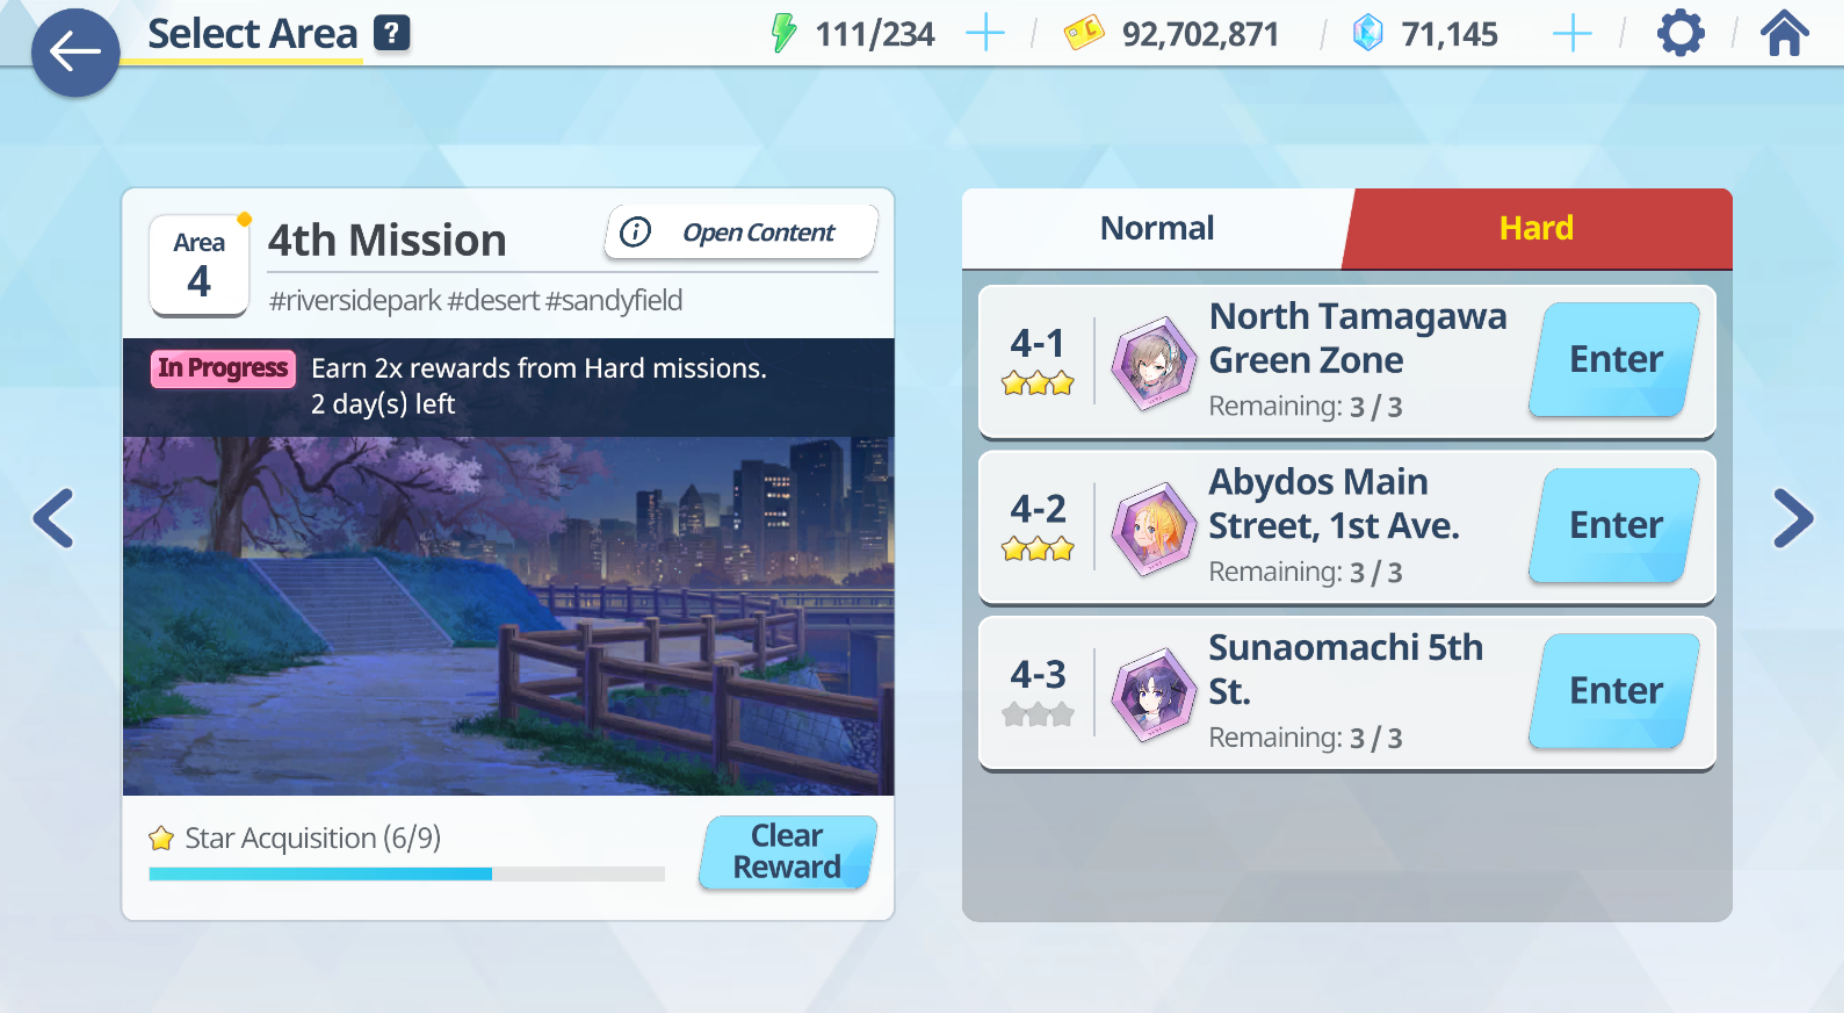 Select Area ?
111/234
92,702,871
71,145
Area
4
4th Mission
Open Content
#riversidepark #desert #sandyfield
In Progress
Earn 2x rewards from Hard missions.
2 day(s) left
Star Acquisition (6/9)
Clear
Reward
Normal
Hard
4-1
North Tamagawa
Green Zone
Remaining: 3 / 3
Enter
4-2
Abydos Main
Street, 1st Ave.
Remaining: 3 / 3
Enter
4-3
Sunaomachi 5th
St.
Remaining: 3 / 3
Enter